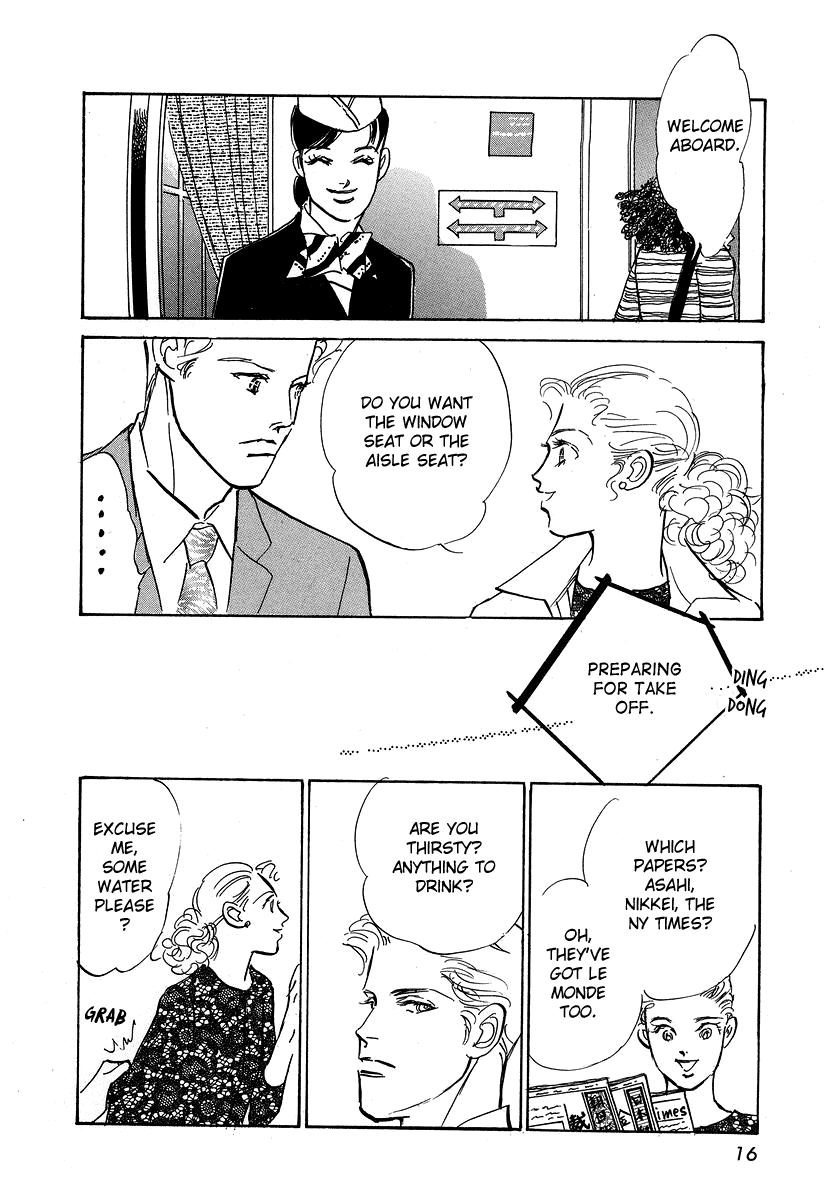 WELCOME
ABOARD.
DO YOU WANT
THE WINDOW
SEAT OR THE
AISLE SEAT?
PREPARING
FOR TAKE
OFF.
DING
DONG
WHICH
PAPERS?
ASAHI,
NIKKEI, THE
NY TIMES?
OH,
THEY'VE
GOT LE
MONDE
TOO.
imes
ARE YOU
THIRSTY?
ANYTHING TO
DRINK?
EXCUSE
ME,
SOME
WATER
PLEASE
?
GRAB
16